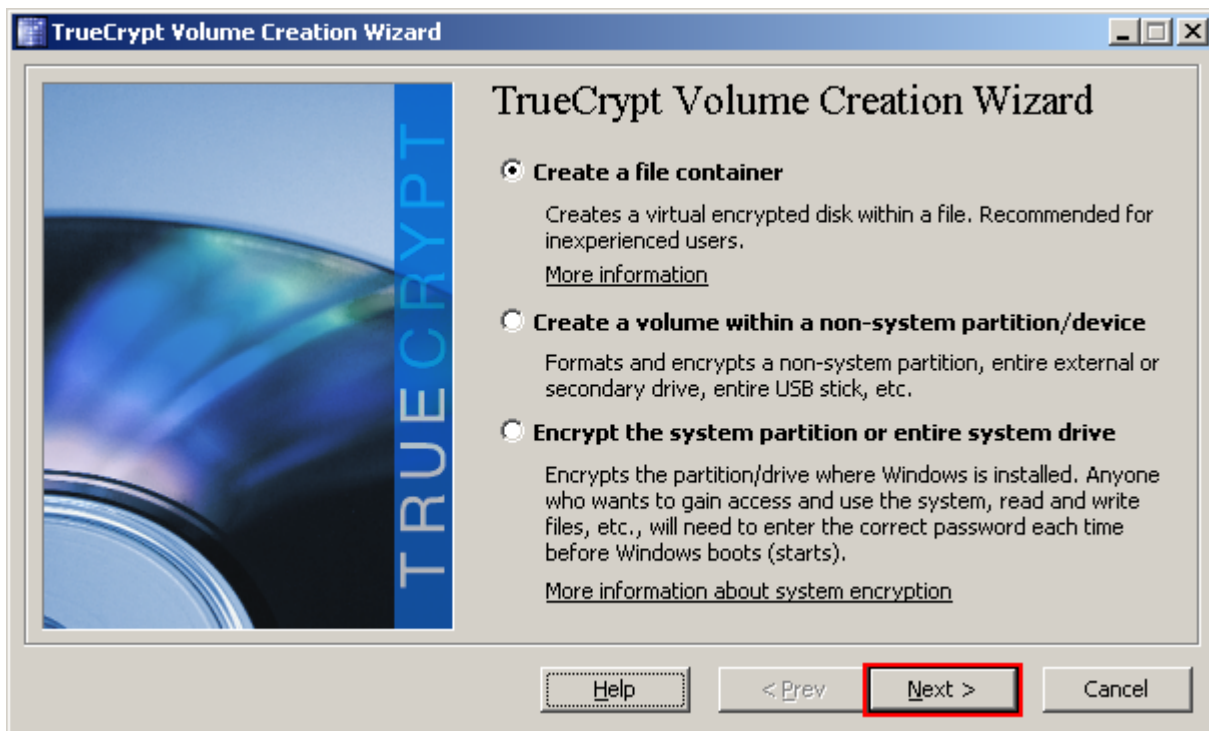 TrueCrypt Volume Creation Wizard
TRUECRYPT
TrueCrypt Volume Creation Wizard
Create a file container
Creates a virtual encrypted disk within a file. Recommended for
inexperienced users.
More information
Create a volume within a non-system partition/device
Formats and encrypts a non-system partition, entire external or
secondary drive, entire USB stick, etc.
Encrypt the system partition or entire system drive
Encrypts the partition/drive where Windows is installed. Anyone
who wants to gain access and use the system, read and write
files, etc., will need to enter the correct password each time
before Windows boots (starts).
More information about system encryption
Help < Prev Next > Cancel